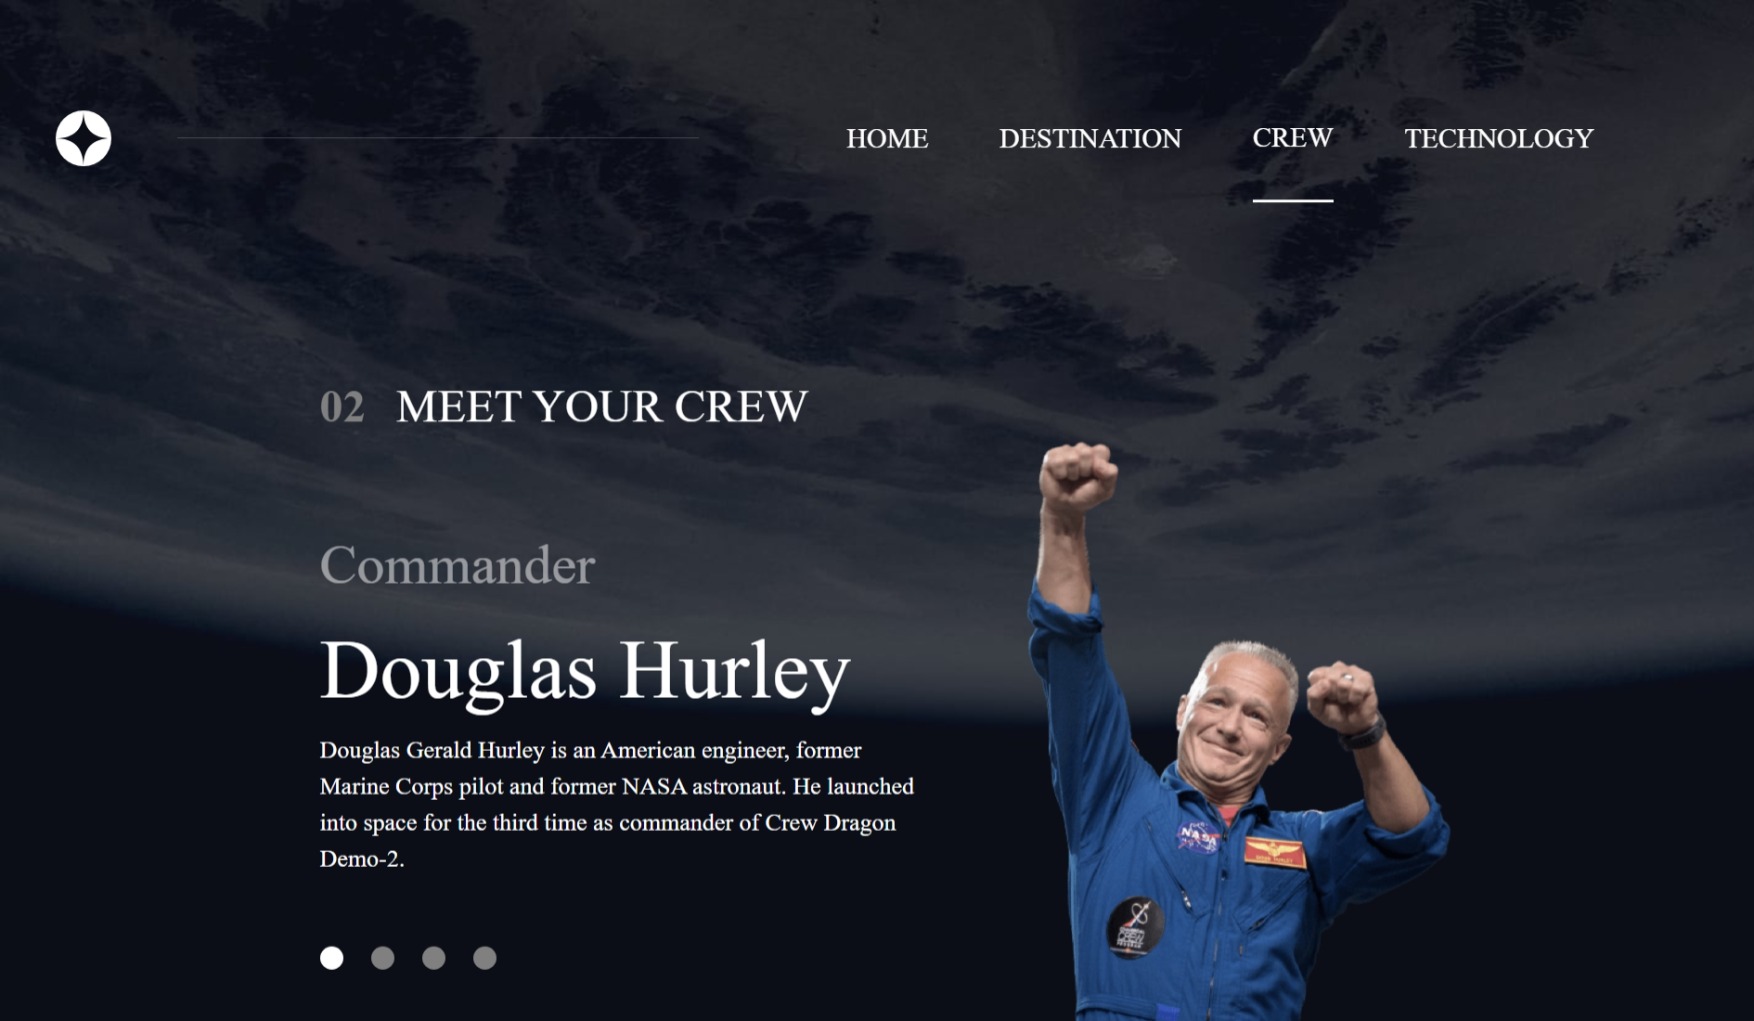 HOME DESTINATION CREW TECHNOLOGY
02 MEET YOUR CREW
Commander
Douglas Hurley
Douglas Gerald Hurley is an American engineer, former
Marine Corps pilot and former NASA astronaut. He launched
into space for the third time as commander of Crew Dragon
Demo-2.
NASA
CREW